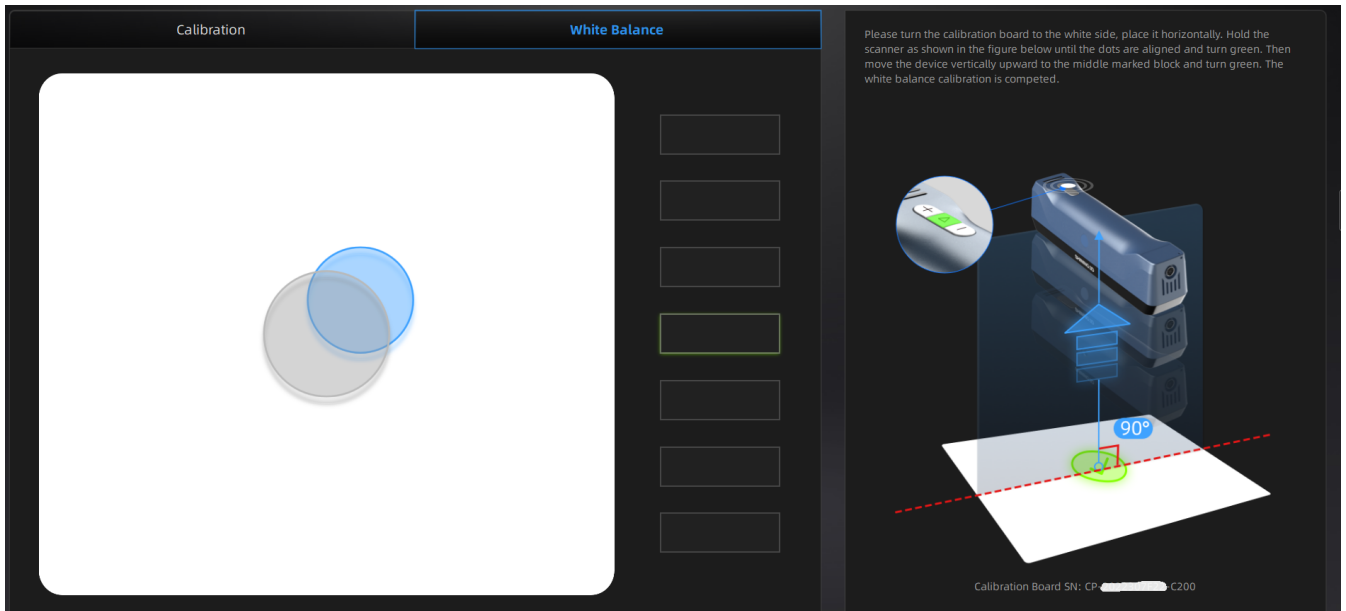 Calibration
White Balance
Please turn the calibration board to the white side, place it horizontally. Hold the
scanner as shown in the figure below until the dots are aligned and turn green. Then
move the device vertically upward to the middle marked block and turn green. The
white balance calibration is competed.
+
−
90°
Calibration Board SN: CP- -C200